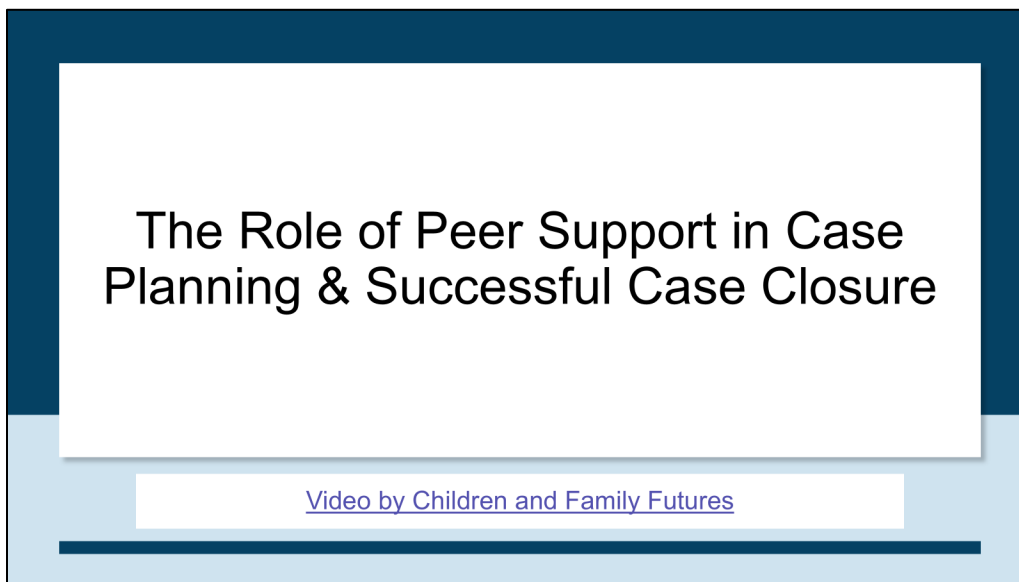 The Role of Peer Support in Case
Planning & Successful Case Closure
Video by Children and Family Futures